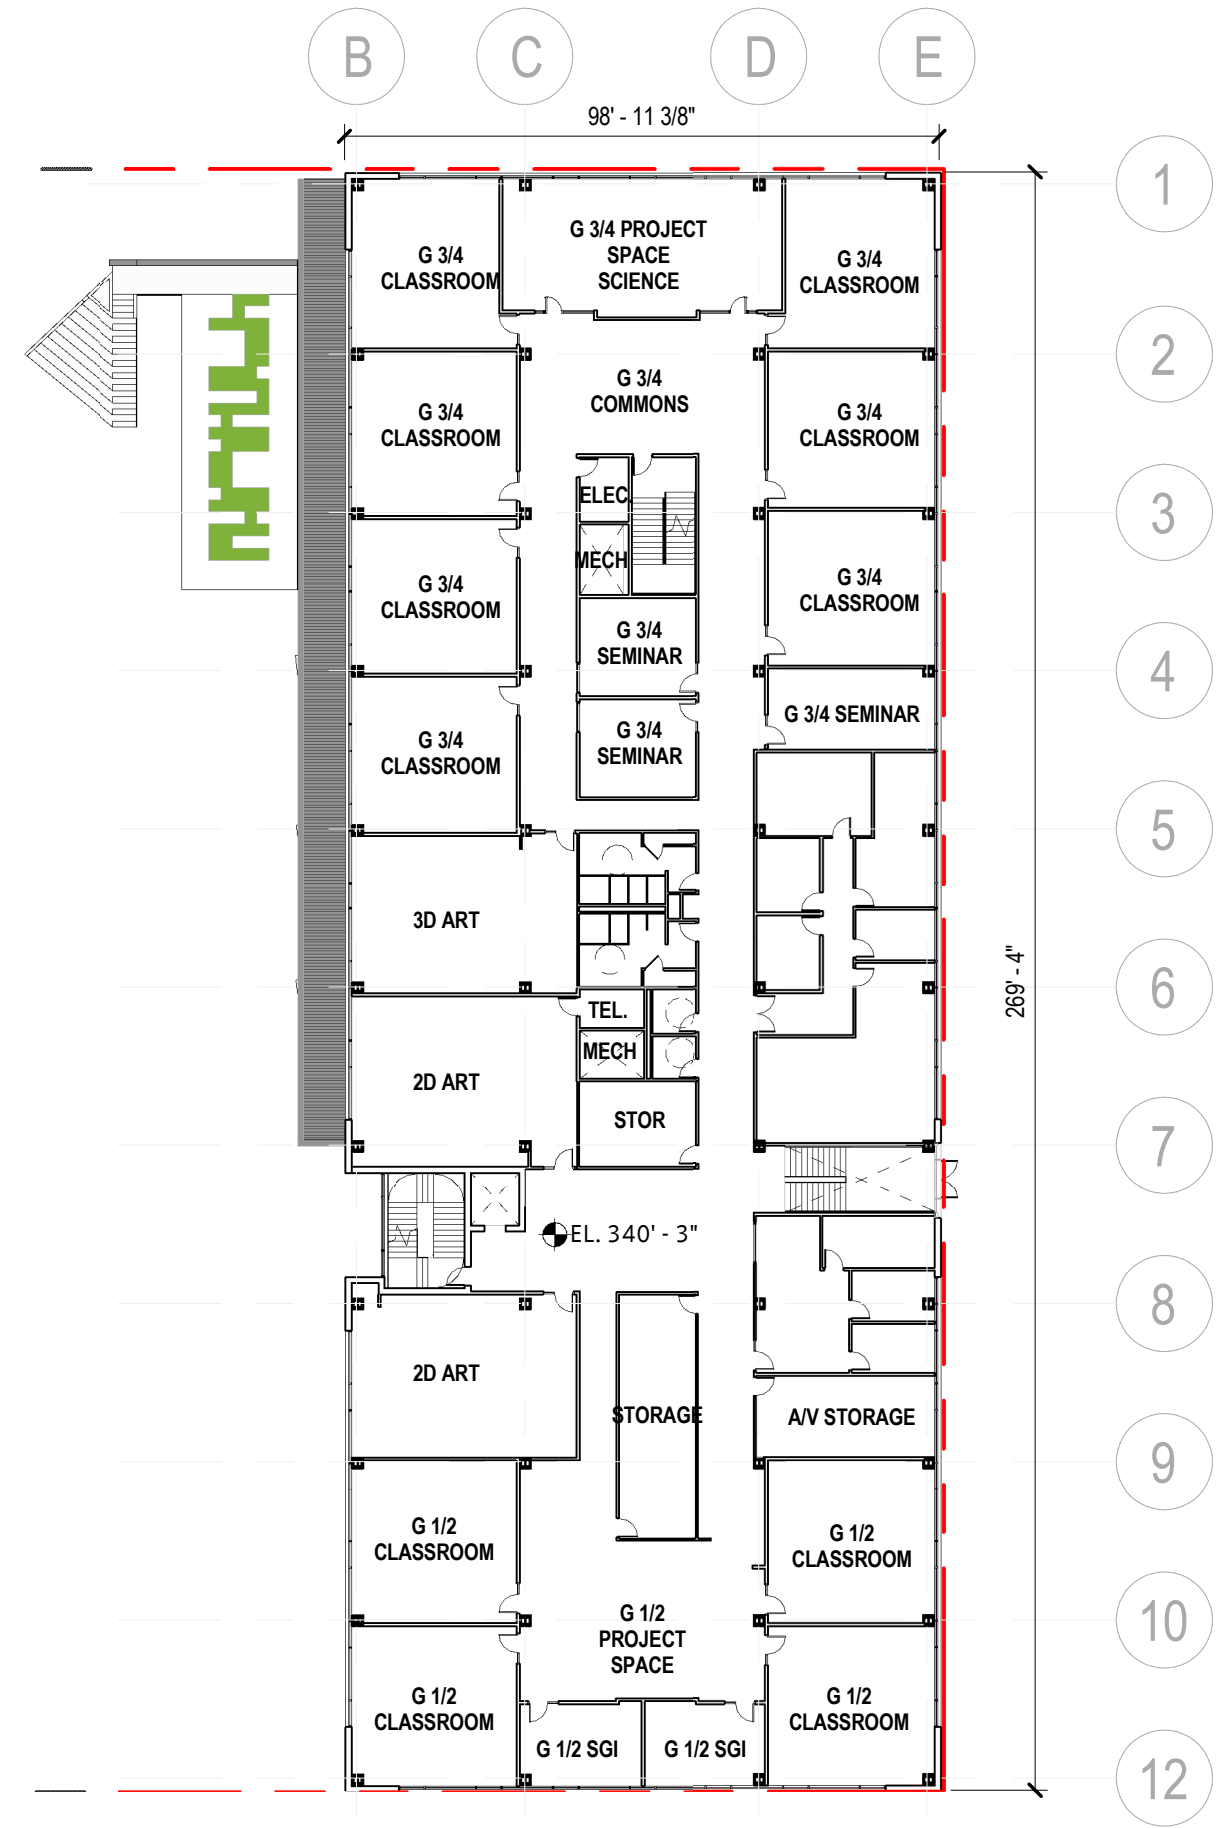 B
C
D
E
98' - 11 3/8"
1
G 3/4 PROJECT
SPACE
SCIENCE
G 3/4
CLASSROOM
G 3/4
CLASSROOM
2
G 3/4
COMMONS
G 3/4
CLASSROOM
G 3/4
CLASSROOM
ELEC.
3
MECH
G 3/4
CLASSROOM
G 3/4
CLASSROOM
G 3/4
SEMINAR
4
G 3/4 SEMINAR
G 3/4
SEMINAR
G 3/4
CLASSROOM
5
3D ART
269' - 4"
6
TEL.
MECH
2D ART
STOR
7
EL. 340' - 3"
8
2D ART
STORAGE
A/V STORAGE
9
G 1/2
CLASSROOM
G 1/2
CLASSROOM
10
G 1/2
PROJECT
SPACE
G 1/2
CLASSROOM
G 1/2
CLASSROOM
G 1/2 SGI
G 1/2 SGI
12